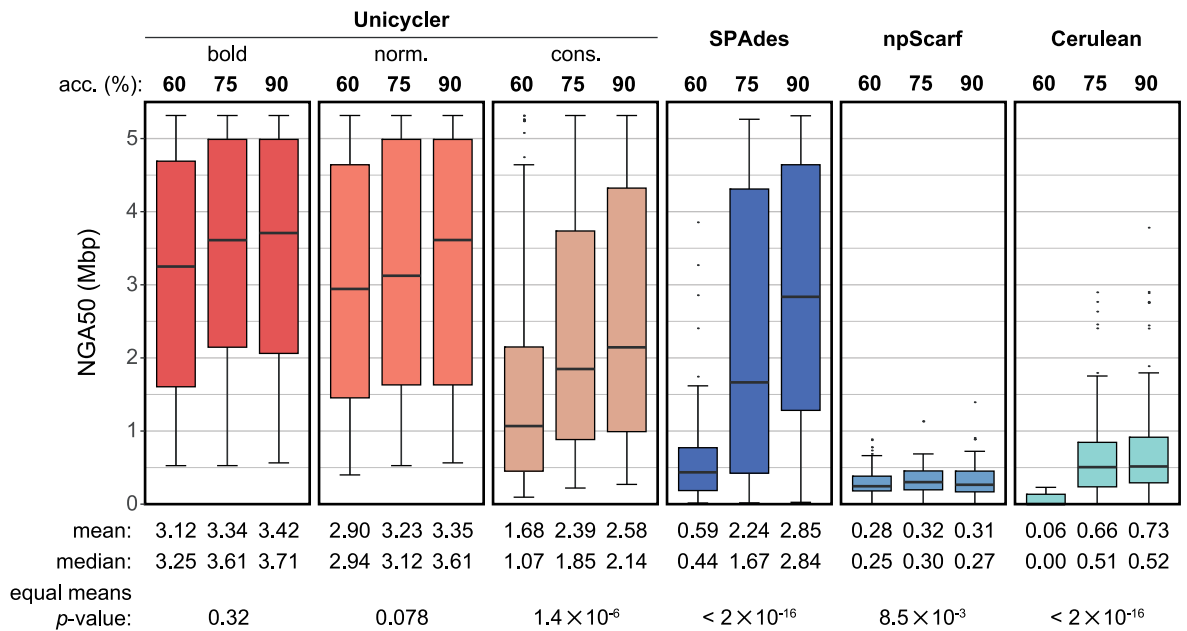 Unicycler
SPAdes npScarf Cerulean
bold norm. cons.
acc. (%): 60 75 90 60 75 90 60 75 90 60 75 90 60 75 90 60 75 90
NGA50 (Mbp)
5
4
3
2
1
0
mean: 3.12 3.34 3.42 2.90 3.23 3.35 1.68 2.39 2.58 0.59 2.24 2.85 0.28 0.32 0.31 0.06 0.66 0.73
median: 3.25 3.61 3.71 2.94 3.12 3.61 1.07 1.85 2.14 0.44 1.67 2.84 0.25 0.30 0.27 0.00 0.51 0.52
equal means
p-value: 0.32 0.078 1.4 × 10⁻⁶ < 2 × 10⁻¹⁶ 8.5 × 10⁻³ < 2 × 10⁻¹⁶